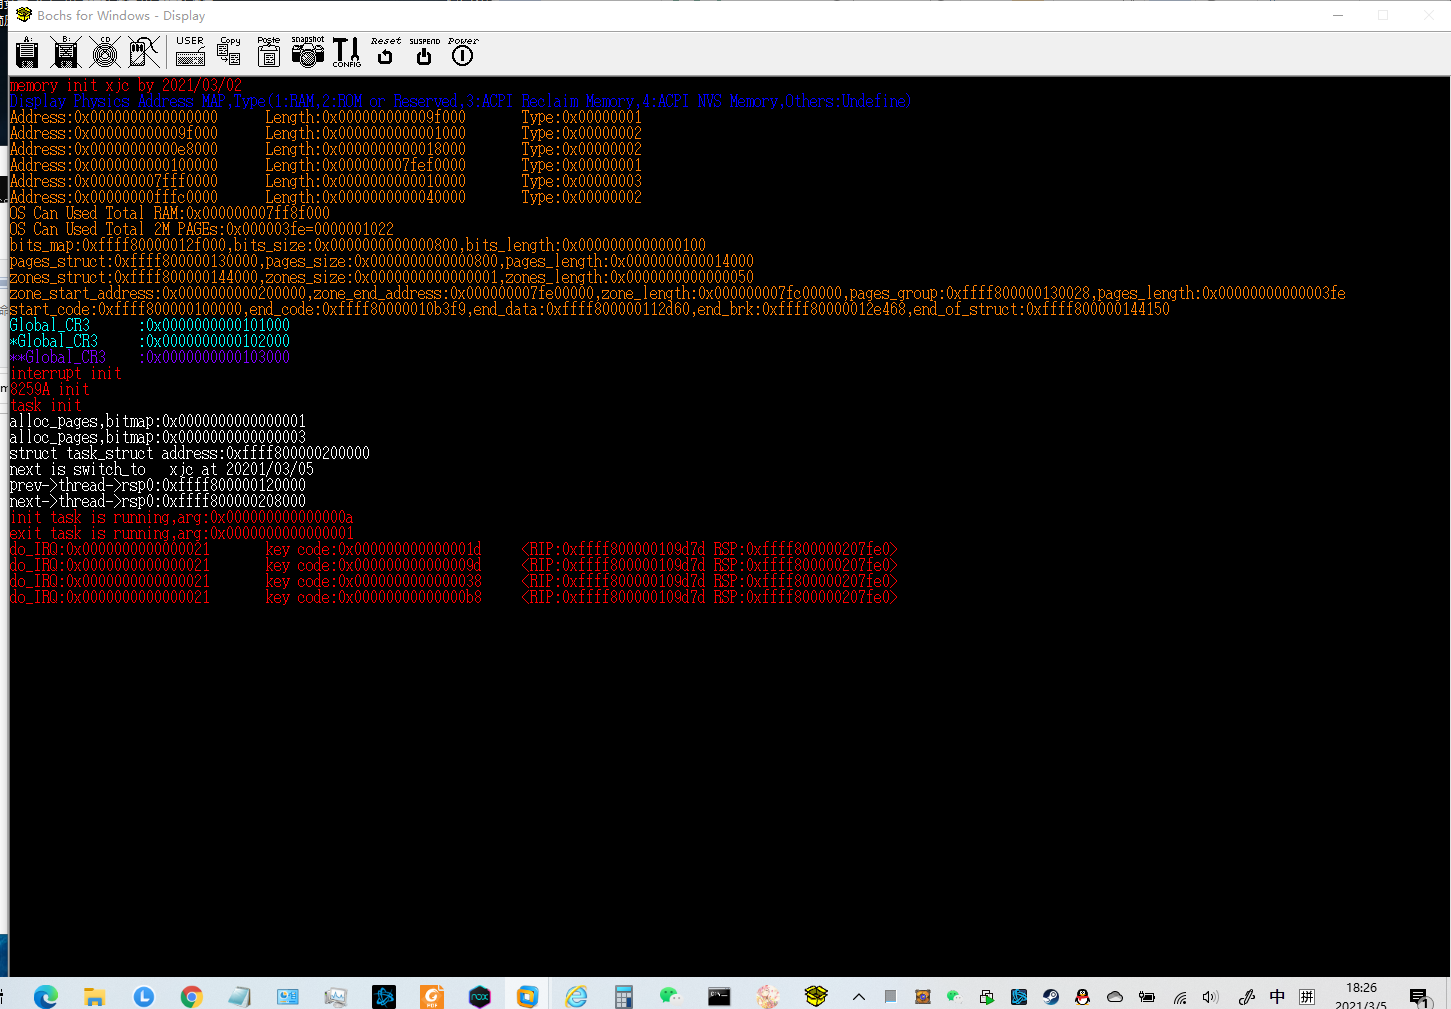 Bochs for Windows - Display
A: B: CD USER Copy Paste snapshot CONFIG Reset SUSPEND Power
memory init xjc by 2021/03/02
Display Physics Address MAP,Type(1:RAM,2:ROM or Reserved,3:ACPI Reclaim Memory,4:ACPI NVS Memory,Others:Undefine)
Address:0x0000000000000000 Length:0x000000000009f000 Type:0x00000001
Address:0x000000000009f000 Length:0x0000000000001000 Type:0x00000002
Address:0x00000000000e8000 Length:0x0000000000018000 Type:0x00000002
Address:0x0000000000100000 Length:0x000000007fef0000 Type:0x00000001
Address:0x000000007fff0000 Length:0x0000000000010000 Type:0x00000003
Address:0x00000000fffc0000 Length:0x0000000000040000 Type:0x00000002
OS Can Used Total RAM:0x000000007ff8f000
OS Can Used Total 2M PAGEs:0x000003fe=0000001022
bits_map:0xffff80000012f000,bits_size:0x0000000000000800,bits_length:0x0000000000000100
pages_struct:0xffff800000130000,pages_size:0x0000000000000800,pages_length:0x0000000000014000
zones_struct:0xffff800000144000,zones_size:0x0000000000000001,zones_length:0x0000000000000050
zone_start_address:0x0000000000200000,zone_end_address:0x000000007fe00000,zone_length:0x000000007fc00000,pages_group:0xffff800000130028,pages_length:0x00000000000003fe
start_code:0xffff800000100000,end_code:0xffff80000010b3f9,end_data:0xffff800000112d60,end_brk:0xffff80000012e468,end_of_struct:0xffff800000144150
Global_CR3 :0x0000000000101000
*Global_CR3 :0x0000000000102000
**Global_CR3 :0x0000000000103000
interrupt init
8259A init
task init
alloc_pages,bitmap:0x0000000000000001
alloc_pages,bitmap:0x0000000000000003
struct task_struct address:0xffff800000200000
next is switch_to xjc at 20201/03/05
prev->thread->rsp0:0xffff800000120000
next->thread->rsp0:0xffff800000208000
init task is running,arg:0x000000000000000a
exit task is running,arg:0x0000000000000001
do_IRQ:0x0000000000000021 key code:0x000000000000001d <RIP:0xffff800000109d7d RSP:0xffff800000207fe0>
do_IRQ:0x0000000000000021 key code:0x000000000000009d <RIP:0xffff800000109d7d RSP:0xffff800000207fe0>
do_IRQ:0x0000000000000021 key code:0x0000000000000038 <RIP:0xffff800000109d7d RSP:0xffff800000207fe0>
do_IRQ:0x0000000000000021 key code:0x00000000000000b8 <RIP:0xffff800000109d7d RSP:0xffff800000207fe0>
中 拼 18:26
2021/3/5
1